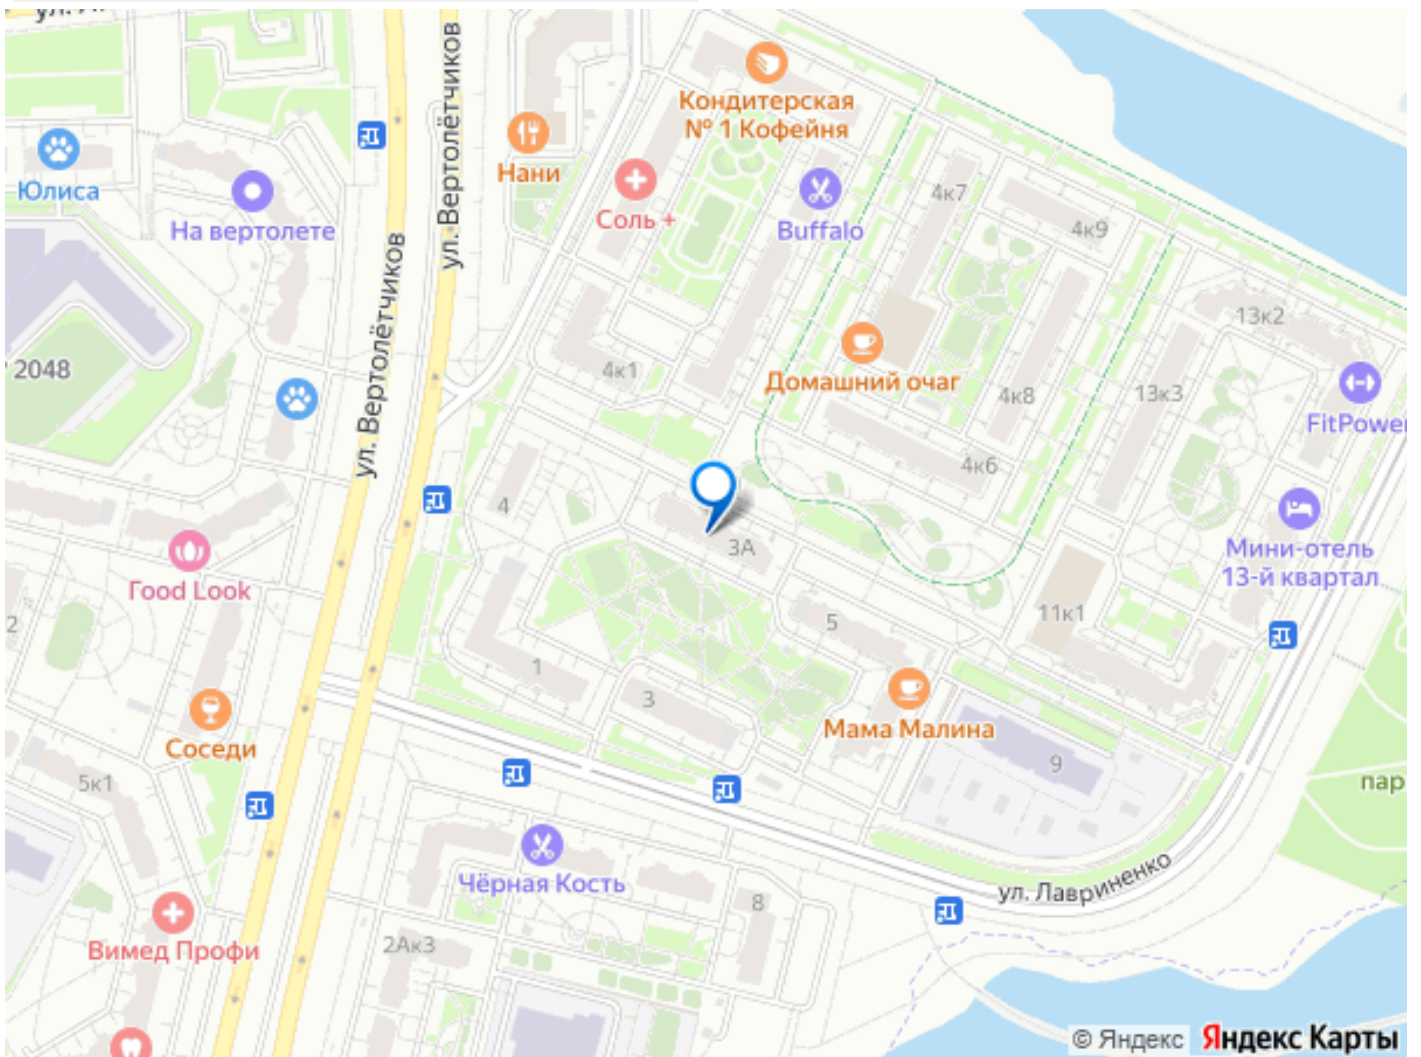 ул. Вертолётчиков
ул. Вертолётчиков
Кондитерская
№ 1 Кофейня
Юлиса
Нани
На вертолете
Соль +
Buffalo
4к7
4к9
13к2
2048
4к1
Домашний очаг
4к8
13к3
FitPower
4к6
4
3А
Мини-отель
13-й квартал
Food Look
2
5
11к1
1
3
Соседи
Мама Малина
9
5к1
пар
Чёрная Кость
ул. Лавриненко
8
Вимед Профи
2Ак3
© Яндекс Яндекс Карты